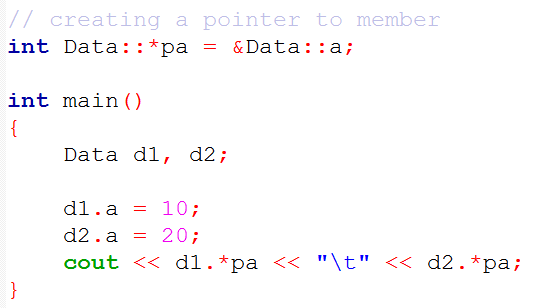 // creating a pointer to member
int Data::*pa = &Data::a;
int main()
{
Data d1, d2;
d1.a = 10;
d2.a = 20;
cout << d1.*pa << "\t" << d2.*pa;
}